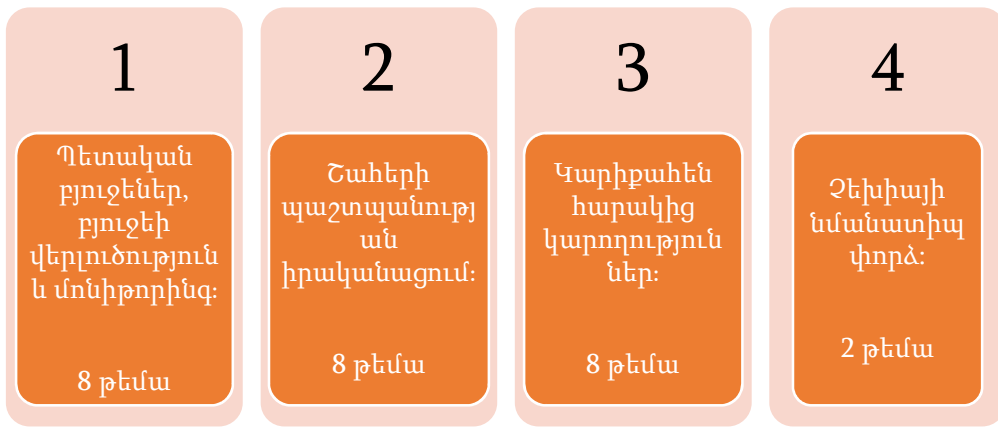 1
Պետական
բյուջեներ,
բյուջեի
վերլուծություն
և մոնիթորինգ։
8 թեմա
2
Շահերի
պաշտպանությ
ան
իրականացում։
8 թեմա
3
Կարիքահեն
հարակից
կարողություն
ներ։
8 թեմա
4
Չեխիայի
նմանատիպ
փորձ։
2 թեմա